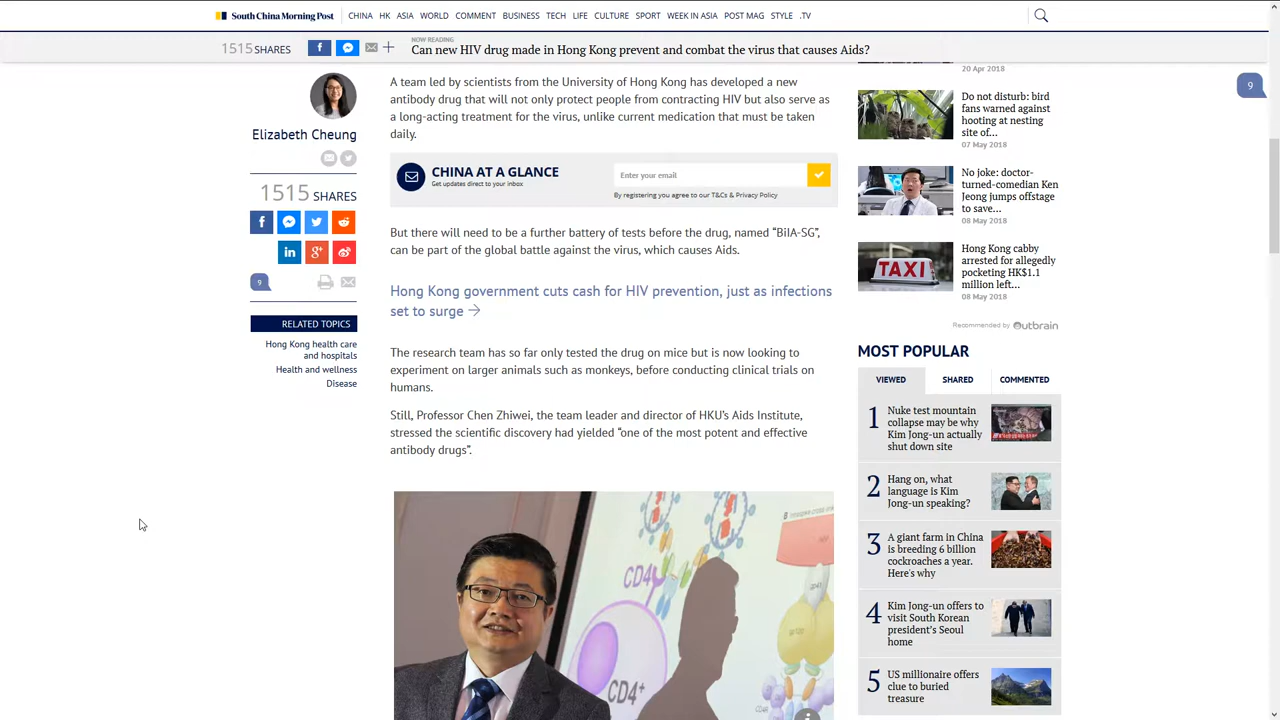 South China Morning Post
CHINA HK ASIA WORLD COMMENT BUSINESS TECH LIFE CULTURE SPORT WEEK IN ASIA POST MAG STYLE .TV
1515 SHARES
NOW READING
Can new HIV drug made in Hong Kong prevent and combat the virus that causes Aids?
9
Elizabeth Cheung
1515 SHARES
9
RELATED TOPICS
Hong Kong health care
and hospitals
Health and wellness
Disease
A team led by scientists from the University of Hong Kong has developed a new
antibody drug that will not only protect people from contracting HIV but also serve as
a long-acting treatment for the virus, unlike current medication that must be taken
daily.
CHINA AT A GLANCE
Get updates direct to your inbox
Enter your email
By registering you agree to our T&Cs & Privacy Policy
But there will need to be a further battery of tests before the drug, named “BiIA-SG”,
can be part of the global battle against the virus, which causes Aids.
Hong Kong government cuts cash for HIV prevention, just as infections
set to surge →
The research team has so far only tested the drug on mice but is now looking to
experiment on larger animals such as monkeys, before conducting clinical trials on
humans.
Still, Professor Chen Zhiwei, the team leader and director of HKU’s Aids Institute,
stressed the scientific discovery had yielded “one of the most potent and effective
antibody drugs”.
CD4
CD4+
20 Apr 2018
Do not disturb: bird
fans warned against
hooting at nesting
site of...
07 May 2018
No joke: doctor-
turned-comedian Ken
Jeong jumps offstage
to save...
08 May 2018
TAXI
Hong Kong cabby
arrested for allegedly
pocketing HK$1.1
million left...
08 May 2018
Recommended by Outbrain
MOST POPULAR
VIEWED SHARED COMMENTED
1 Nuke test mountain
collapse may be why
Kim Jong-un actually
shut down site
2 Hang on, what
language is Kim
Jong-un speaking?
3 A giant farm in China
is breeding 6 billion
cockroaches a year.
Here's why
4 Kim Jong-un offers to
visit South Korean
president’s Seoul
home
5 US millionaire offers
clue to buried
treasure